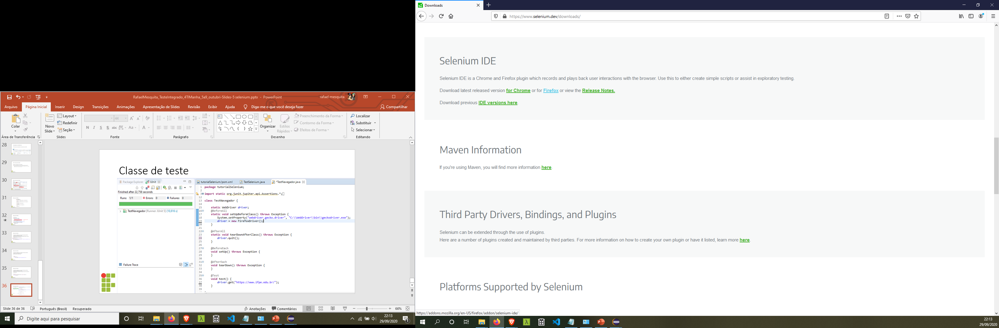 RafaelMesquita_TesteIntegrado_4TIManha_5a9_outubri-Slides-5 selenium.pptx - PowerPoint
rafael mesquita
Arquivo
Página Inicial
Inserir
Design
Transições
Animações
Apresentação de Slides
Revisão
Exibir
Ajuda
Diga-me o que você deseja fazer
Compartilhar
Colar
Novo
Slide
Layout
Redefinir
Seção
44
N I S S abc AV Aa A
Organizar
Estilos
Rápidos
Preenchimento da Forma
Contorno da Forma
Efeitos de Forma
Localizar
Substituir
Selecionar
Área de Transferência
Slides
Fonte
Parágrafo
Desenho
Editando
28
29
30
31
32
33
34
35
36
Classe de teste
Package Explorer
JUnit
Finished after 22,758 seconds
Runs: 1/1
Errors: 0
Failures: 0
TestNavegador [Runner: JUnit 5] (10,816 s)
Failure Trace
tutorialSelenium/pom.xml
TestSelenium.java
*TestNavegador.java
1 package tutorialSelenium;
2
3 import static org.junit.jupiter.api.Assertions.*;
12
13 class TestNavegador {
14
15 static WebDriver driver;
16 @BeforeAll
17 static void setUpBeforeClass() throws Exception {
18 System.setProperty("webdriver.gecko.driver", "C:\\WebDriver\\bin\\geckodriver.exe");
19 driver = new FirefoxDriver();
20 }
21
22 @AfterAll
23 static void tearDownAfterClass() throws Exception {
24 driver.quit();
25 }
26
27 @BeforeEach
28 void setUp() throws Exception {
29 }
30
31 @AfterEach
32 void tearDown() throws Exception {
33 }
34
35 @Test
36 void test() {
37 driver.get("https://www.ifpe.edu.br/");
38 }
39
Slide 36 de 36
Português (Brasil)
Recuperado
Anotações
Comentários
66%
Digite aqui para pesquisar
22:13
29/09/2020
1
Downloads
https://www.selenium.dev/downloads/
Selenium IDE
Selenium IDE is a Chrome and Firefox plugin which records and plays back user interactions with the browser. Use this to either create simple scripts or assist in exploratory testing.
Download latest released version for Chrome or for Firefox or view the Release Notes.
Download previous IDE versions here.
Maven Information
If you're using Maven, you will find more information here.
Third Party Drivers, Bindings, and Plugins
Selenium can be extended through the use of plugins.
Here are a number of plugins created and maintained by third parties. For more information on how to create your own plugin or have it listed, learn more here.
Platforms Supported by Selenium
https://addons.mozilla.org/en-US/firefox/addon/selenium-ide/
22:13
29/09/2020